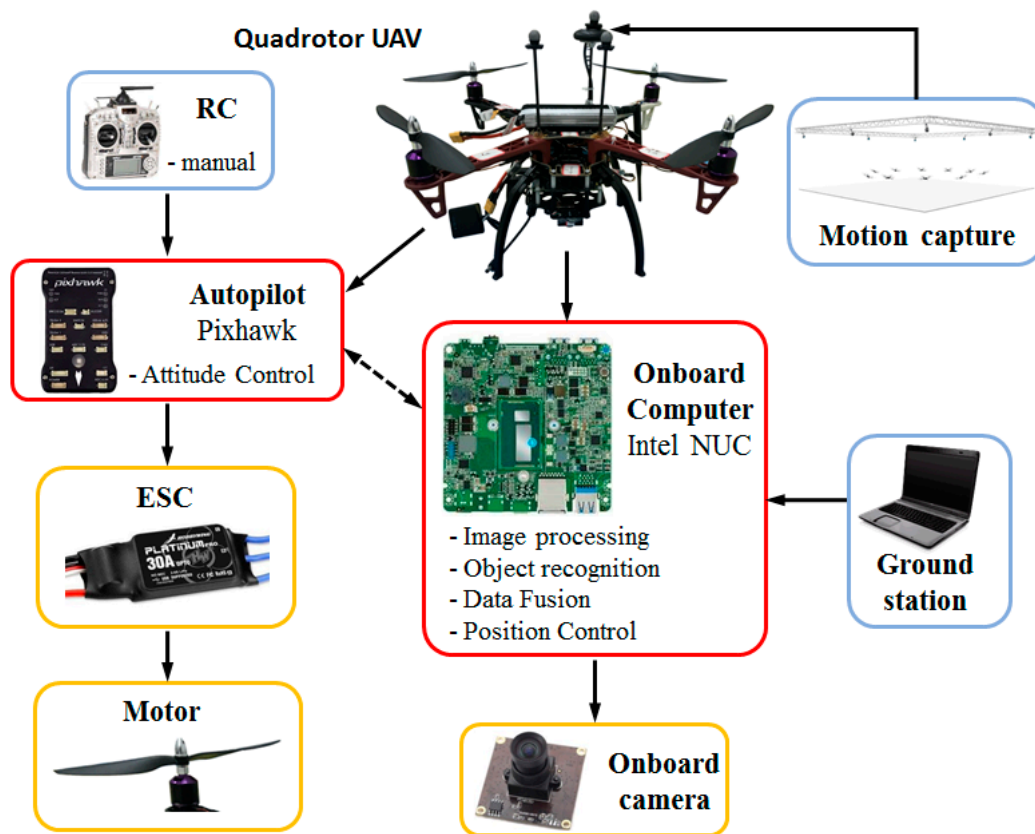 Quadrotor UAV
RC
- manual
Motion capture
pixhawk
Autopilot
Pixhawk
- Attitude Control
Onboard
Computer
Intel NUC
- Image processing
- Object recognition
- Data Fusion
- Position Control
ESC
PLATINUM PRO
30A
Ground
station
Motor
Onboard
camera